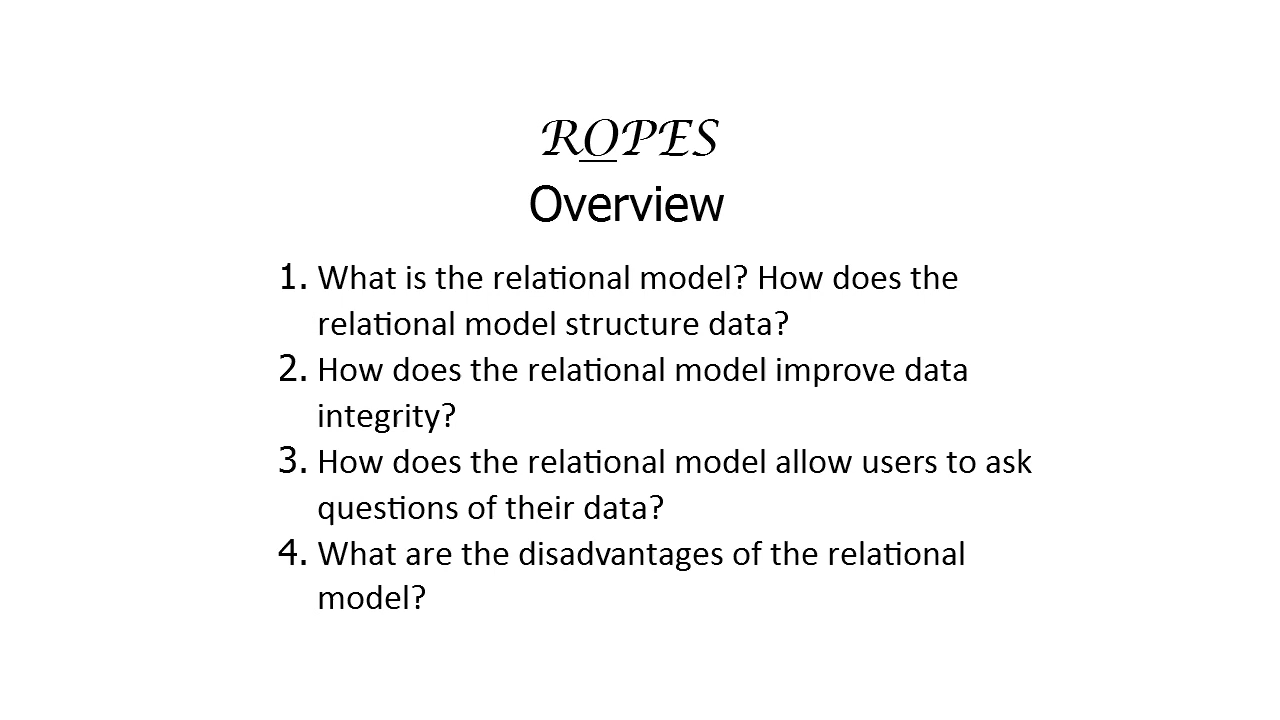 ROPES
Overview
1. What is the relational model? How does the
relational model structure data?
2. How does the relational model improve data
integrity?
3. How does the relational model allow users to ask
questions of their data?
4. What are the disadvantages of the relational
model?